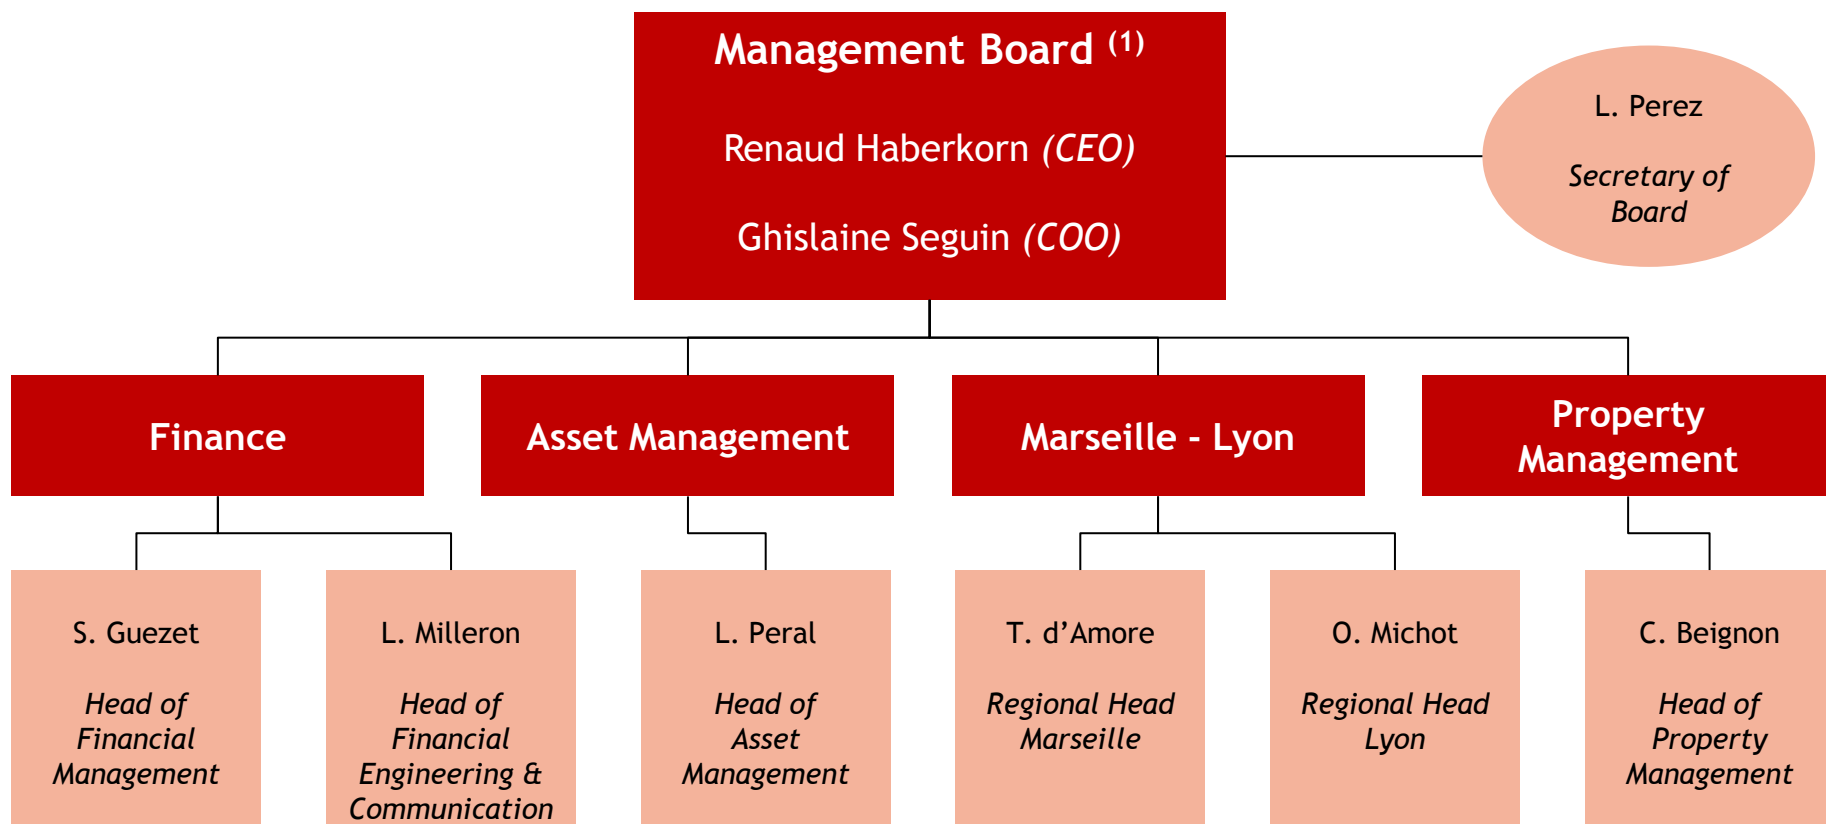 Management Board (1)
Renaud Haberkorn (CEO)
Ghislaine Seguin (COO)
L. Perez
Secretary of
Board
Finance
Asset Management
Marseille - Lyon
Property
Management
S. Guezet
Head of
Financial
Management
L. Milleron
Head of
Financial
Engineering &
Communication
L. Peral
Head of
Asset
Management
T. d’Amore
Regional Head
Marseille
O. Michot
Regional Head
Lyon
C. Beignon
Head of
Property
Management